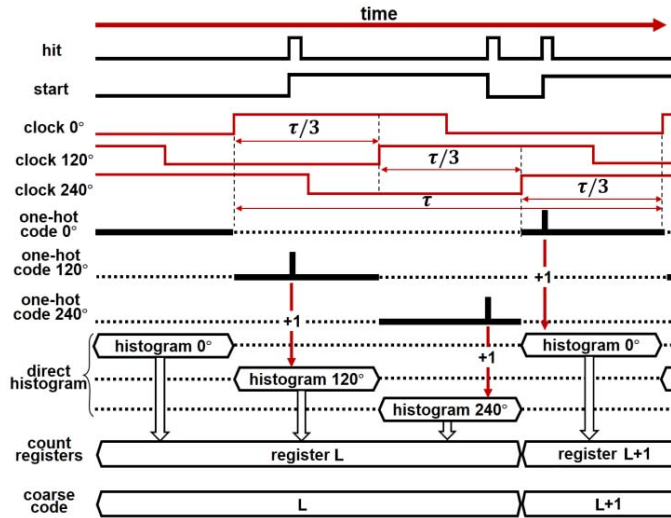 time
hit
start
clock 0°
τ/3
clock 120°
τ/3
clock 240°
τ/3
τ
one-hot
code 0°
one-hot
code 120°
+1
one-hot
code 240°
+1
histogram 0°
+1
histogram 0°
direct
histogram
histogram 120°
histogram 240°
count
registers
register L
register L+1
coarse
code
L
L+1